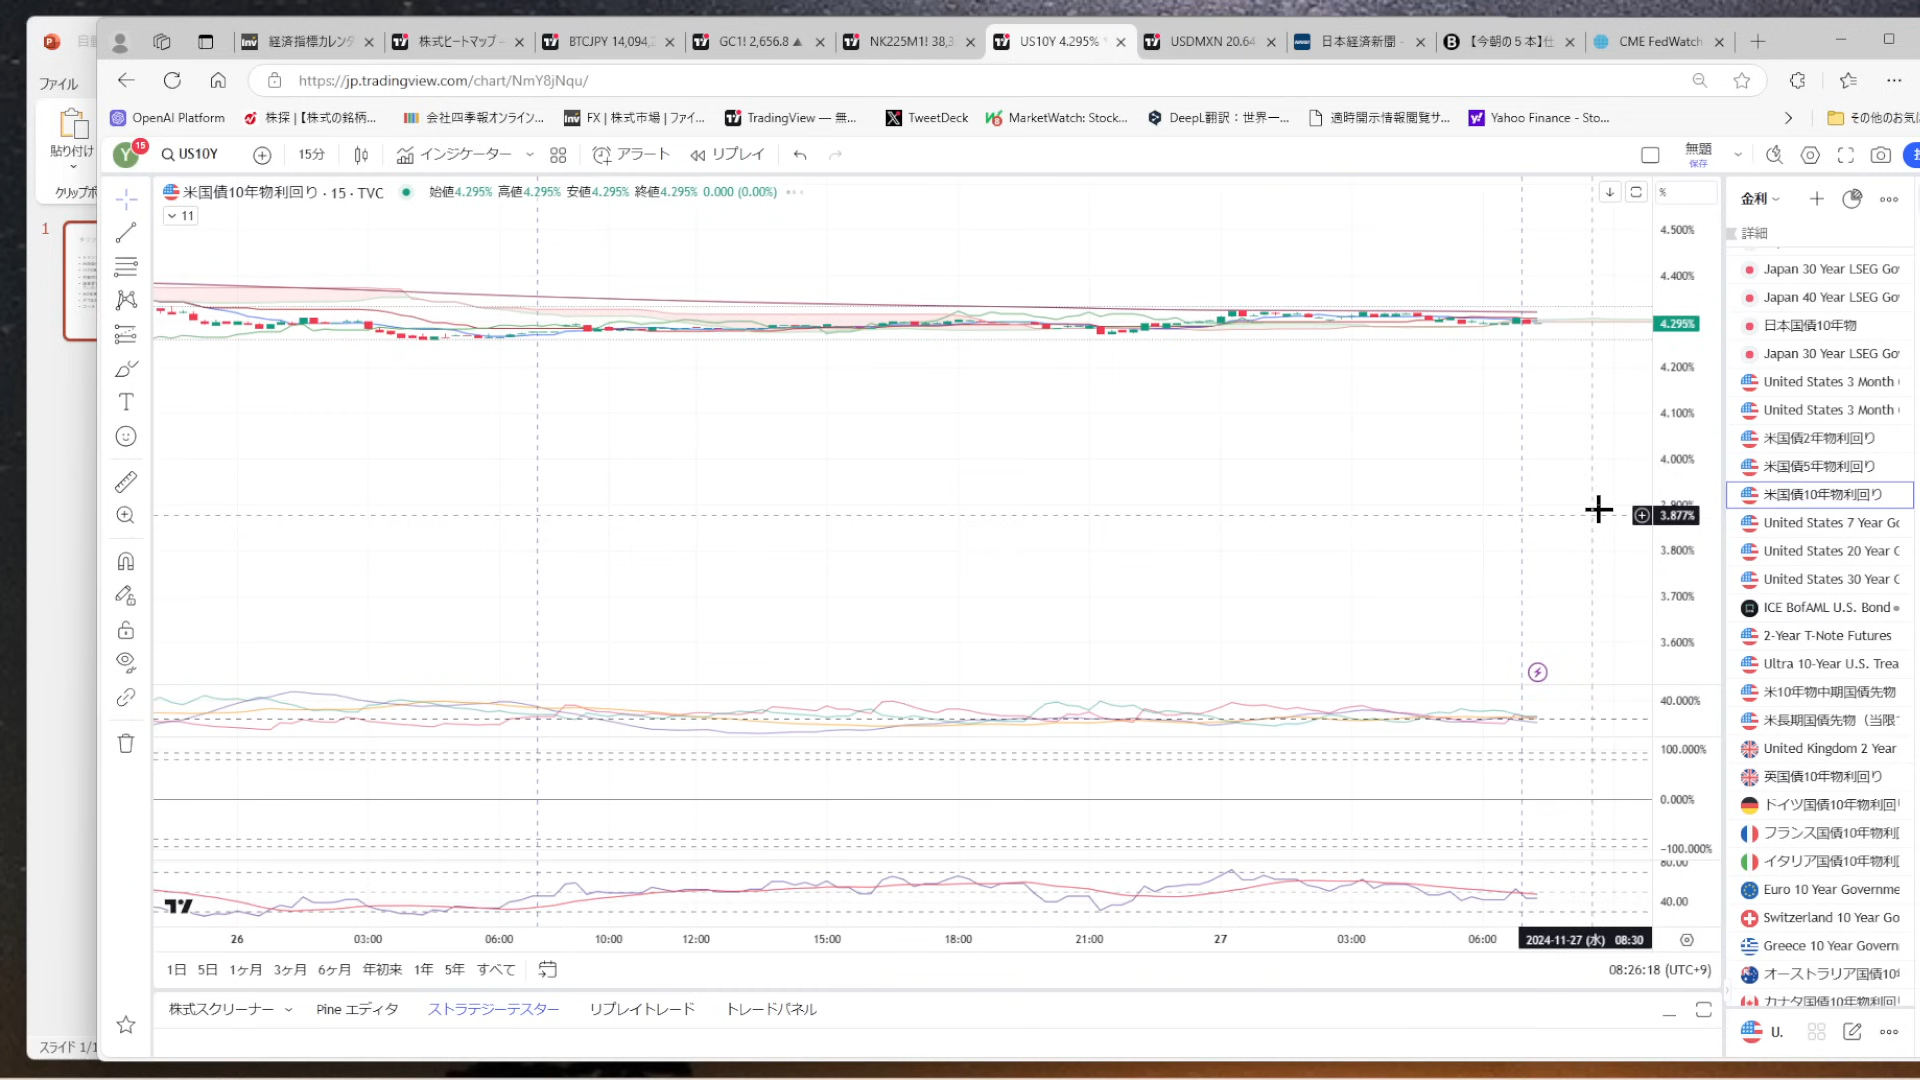 経済指標カレンダ
株式ヒートマップ -
BTCJPY 14,094,
GC1! 2,656.8 ▲
NK225M1! 38,3
US10Y 4.295%
USDMXN 20.64
日本経済新聞 -
【今朝の５本】仕
CME FedWatch
ファイル
https://jp.tradingview.com/chart/NmY8jNqu/
OpenAI Platform
株探 |【株式の銘柄...
会社四季報オンライン...
FX | 株式市場 | ファイ...
TradingView — 無...
TweetDeck
MarketWatch: Stock...
DeepL翻訳：世界一...
適時開示情報閲覧サ...
Yahoo Finance - Sto...
その他のお気に
貼り付け
クリップボ
Y
15
US10Y
15分
インジケーター
アラート
リプレイ
無題
保存
米国債10年物利回り · 15 · TVC
始値4.295% 高値4.295% 安値4.295% 終値4.295% 0.000 (0.00%)
11
%
4.500%
4.400%
4.295%
4.200%
4.100%
4.000%
3.900%
3.877%
3.800%
3.700%
3.600%
40.000%
100.000%
0.000%
−100.000%
80.00
40.00
26
03:00
06:00
10:00
12:00
15:00
18:00
21:00
27
03:00
06:00
2024-11-27 (水) 08:30
1日 5日 1ヶ月 3ヶ月 6ヶ月 年初来 1年 5年 すべて
08:26:18 (UTC+9)
株式スクリーナー
Pine エディタ
ストラテジーテスター
リプレイトレード
トレードパネル
金利
詳細
Japan 30 Year LSEG Go
Japan 40 Year LSEG Go
日本国債10年物
Japan 30 Year LSEG Go
United States 3 Month
United States 3 Month
米国債2年物利回り
米国債5年物利回り
米国債10年物利回り
United States 7 Year Go
United States 20 Year
United States 30 Year
ICE BofAML U.S. Bond
2-Year T-Note Futures
Ultra 10-Year U.S. Trea
米10年物中期国債先物
米長期国債先物（当限
United Kingdom 2 Year
英国債10年物利回り
ドイツ国債10年物利回
フランス国債10年物利
イタリア国債10年物利
Euro 10 Year Governme
Switzerland 10 Year Go
Greece 10 Year Govern
オーストラリア国債10
カナダ国債10年物利回
U.
1
スライド 1/1